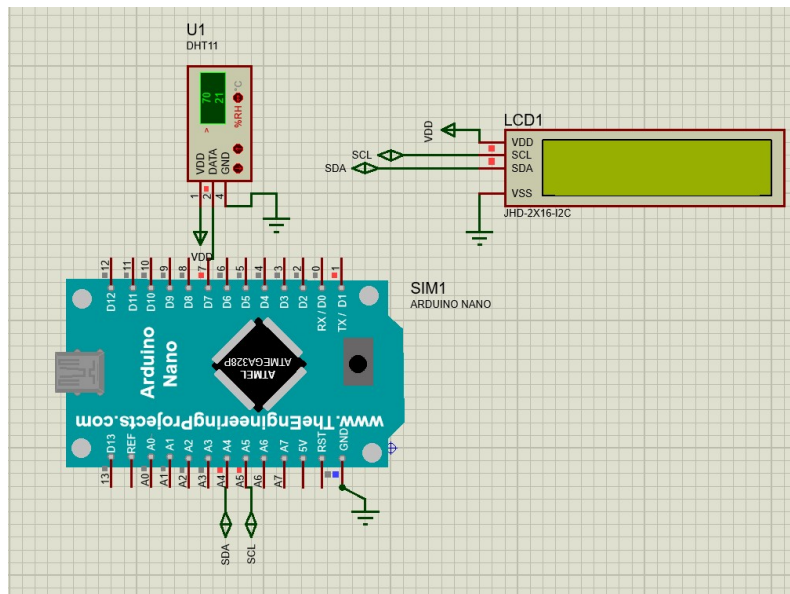 U1
DHT11
70
21
>
%RH
°C
VDD
DATA
GND
1
2
4
VDD
LCD1
VDD
SCL
SDA
VDD
SCL
SDA
VSS
JHD-2X16-I2C
12
11
10
9
8
7
6
5
4
3
2
0
1
D12
D11
D10
D9
D8
D7
D6
D5
D4
D3
D2
RX / D0
TX / D1
SIM1
ARDUINO NANO
Arduino
Nano
ATMEL
ATMEGA328P
www.TheEngineeringProjects.com
D13
REF
A0
A1
A2
A3
A4
A5
A6
A7
5V
RST
GND
13
A0
A1
A2
A3
A4
A5
A6
A7
SDA
SCL